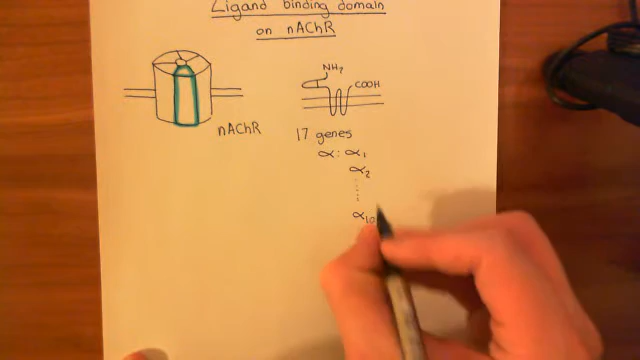 Ligand binding domain
on nAChR
NH₂
COOH
nAChR
17 genes
α : α₁
α₂
α₁₀